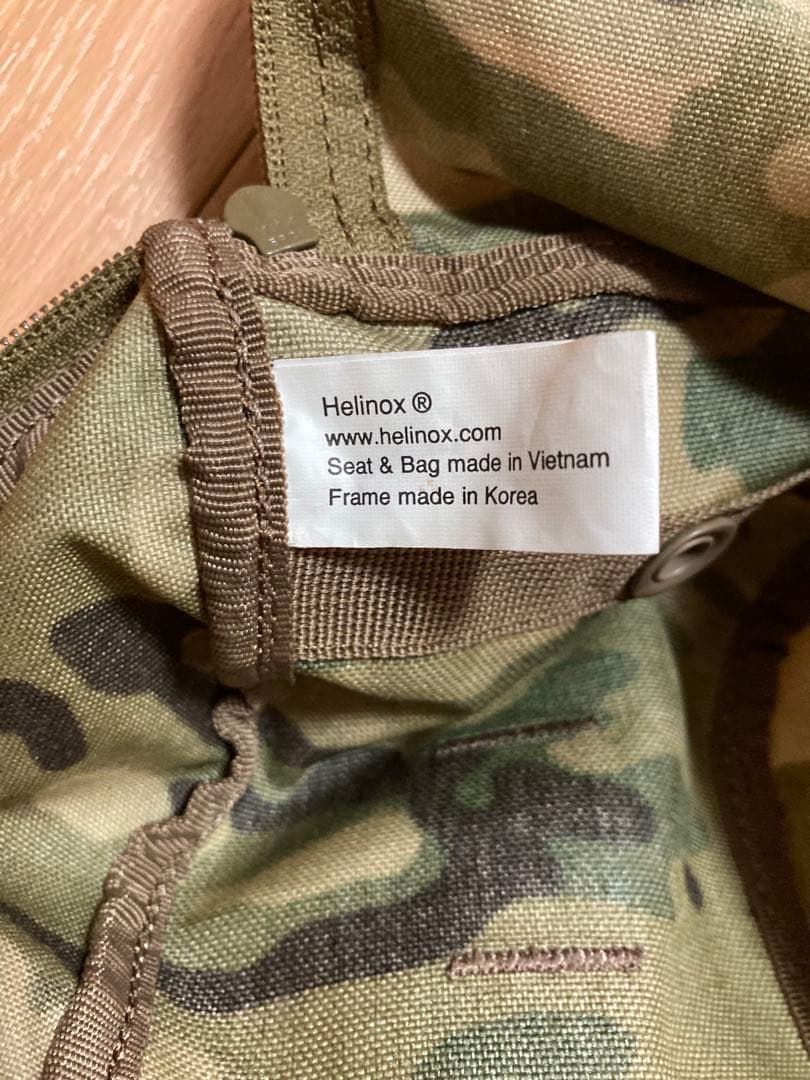 Helinox ®
www.helinox.com
Seat & Bag made in Vietnam
Frame made in Korea